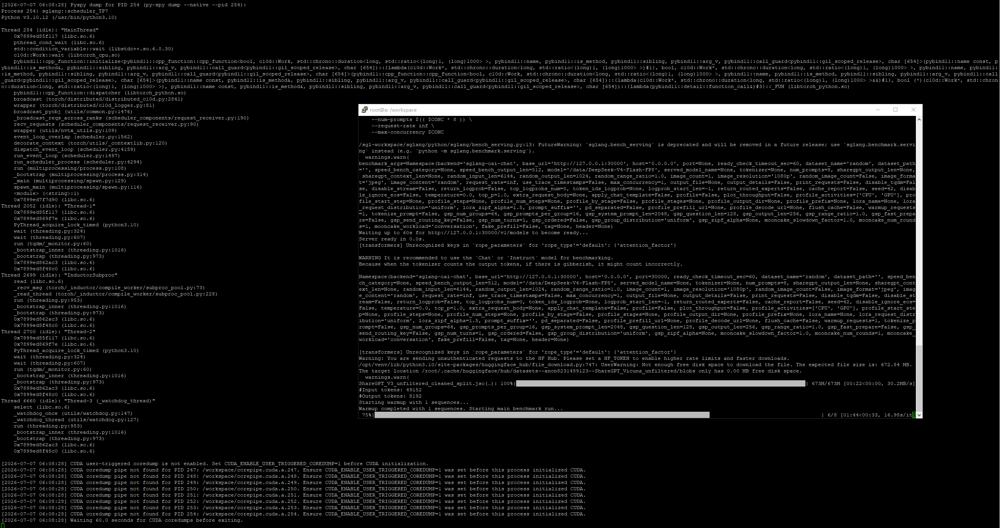 [2026-07-07 06:08:28] Pyspy dump for PID 254 (py-spy dump --native --pid 254):
Process 254: sglang::scheduler_TP7
Python v3.10.12 (/usr/bin/python3.10)
Thread 254 (idle): "MainThread"
    0x7899ed85f117 (libc.so.6)
    pthread_cond_wait (libc.so.6)
    std::condition_variable::wait (libstdc++.so.6.0.30)
    c10d::Work::wait (libtorch_cpu.so)
    pybind11::cpp_function::initialize<pybind11::cpp_function::cpp_function<bool, c10d::Work, std::chrono::duration<long, std::ratio<(long)1, (long)1000> >, pybind11::name, pybind11::is_method, pybind11::sibling, pybind11::arg_v, pybind11::call_guard<pybind11::gil_scoped_release>, char [654]>(pybind11::name const, p
ybind11::is_method&, pybind11::sibling, pybind11::arg_v, pybind11::call_guard<pybind11::gil_scoped_release>, char [654])::{lambda(c10d::Work*, std::chrono::duration<long, std::ratio<(long)1, (long)1000> >)#1}, bool, c10d::Work*, std::chrono::duration<long, std::ratio<(long)1, (long)1000> >, pybind11::name, pybind11:
:is_method, pybind11::sibling, pybind11::arg_v, pybind11::call_guard<pybind11::gil_scoped_release>, char [654]>(pybind11::cpp_function::cpp_function<bool, c10d::Work, std::chrono::duration<long, std::ratio<(long)1, (long)1000> >, pybind11::name, pybind11::is_method, pybind11::sibling, pybind11::arg_v, pybind11::call
_guard<pybind11::gil_scoped_release>, char [654]>(pybind11::name const, pybind11::is_method&, pybind11::sibling, pybind11::arg_v, pybind11::call_guard<pybind11::gil_scoped_release>, char [654])::{lambda(c10d::Work*, std::chrono::duration<long, std::ratio<(long)1, (long)1000> >&&)#1}, bool (*)(c10d::Work*, std::chron
o::duration<long, std::ratio<(long)1, (long)1000> >), pybind11::name const, pybind11::is_method&, pybind11::sibling, pybind11::arg_v, pybind11::call_guard<pybind11::gil_scoped_release>, char [654])::{lambda(pybind11::detail::function_call&)#3}::_FUN (libtorch_python.so)
    pybind11::cpp_function::dispatcher (libtorch_python.so)
    broadcast (torch/distributed/distributed_c10d.py:2841)
    wrapper (torch/distributed/c10d_logger.py:81)
    broadcast_pyobj (utils/common.py:1476)
    _broadcast_reqs_across_ranks (scheduler_components/request_receiver.py:190)
    recv_requests (scheduler_components/request_receiver.py:90)
    wrapper (utils/nvtx_utils.py:109)
    event_loop_overlap (scheduler.py:1562)
    decorate_context (torch/utils/_contextlib.py:120)
    dispatch_event_loop (scheduler.py:4159)
    run_event_loop (scheduler.py:1497)
    run_scheduler_process (scheduler.py:4294)
    run (multiprocessing/process.py:108)
    _bootstrap (multiprocessing/process.py:314)
    _main (multiprocessing/spawn.py:129)
    spawn_main (multiprocessing/spawn.py:116)
    <module> (<string>:1)
    0x7899ed7f7d90 (libc.so.6)
Thread 2052 (idle): "Thread-1"
    0x7899ed85f117 (libc.so.6)
    0x7899ed869f7e (libc.so.6)
    PyThread_acquire_lock_timed (python3.10)
    wait (threading.py:324)
    wait (threading.py:607)
    run (tqdm/_monitor.py:60)
    _bootstrap_inner (threading.py:1016)
    _bootstrap (threading.py:973)
    0x7899ed862ac3 (libc.so.6)
    0x7899ed8f48c0 (libc.so.6)
Thread 2699 (idle): "InductorSubproc"
    read (libc.so.6)
    _recv_msg (torch/_inductor/compile_worker/subproc_pool.py:73)
    _read_thread (torch/_inductor/compile_worker/subproc_pool.py:228)
    run (threading.py:953)
    _bootstrap_inner (threading.py:1016)
    _bootstrap (threading.py:973)
    0x7899ed862ac3 (libc.so.6)
    0x7899ed8f48c0 (libc.so.6)
Thread 2700 (idle): "Thread-2"
    0x7899ed85f117 (libc.so.6)
    0x7899ed869f7e (libc.so.6)
    PyThread_acquire_lock_timed (python3.10)
    wait (threading.py:324)
    wait (threading.py:607)
    run (tqdm/_monitor.py:60)
    _bootstrap_inner (threading.py:1016)
    _bootstrap (threading.py:973)
    0x7899ed862ac3 (libc.so.6)
    0x7899ed8f48c0 (libc.so.6)
Thread 6660 (idle): "Thread-3 (_watchdog_thread)"
    select (libc.so.6)
    _watchdog_once (utils/watchdog.py:147)
    _watchdog_thread (utils/watchdog.py:127)
    run (threading.py:953)
    _bootstrap_inner (threading.py:1016)
    _bootstrap (threading.py:973)
    0x7899ed862ac3 (libc.so.6)
    0x7899ed8f48c0 (libc.so.6)
[2026-07-07 06:08:28] CUDA user-triggered coredump is not enabled. Set CUDA_ENABLE_USER_TRIGGERED_COREDUMP=1 before CUDA initialization.
[2026-07-07 06:08:28] CUDA coredump pipe not found for PID 247: /workspace/corepipe.cuda.a.247. Ensure CUDA_ENABLE_USER_TRIGGERED_COREDUMP=1 was set before this process initialized CUDA.
[2026-07-07 06:08:28] CUDA coredump pipe not found for PID 248: /workspace/corepipe.cuda.a.248. Ensure CUDA_ENABLE_USER_TRIGGERED_COREDUMP=1 was set before this process initialized CUDA.
[2026-07-07 06:08:28] CUDA coredump pipe not found for PID 249: /workspace/corepipe.cuda.a.249. Ensure CUDA_ENABLE_USER_TRIGGERED_COREDUMP=1 was set before this process initialized CUDA.
[2026-07-07 06:08:28] CUDA coredump pipe not found for PID 250: /workspace/corepipe.cuda.a.250. Ensure CUDA_ENABLE_USER_TRIGGERED_COREDUMP=1 was set before this process initialized CUDA.
[2026-07-07 06:08:28] CUDA coredump pipe not found for PID 251: /workspace/corepipe.cuda.a.251. Ensure CUDA_ENABLE_USER_TRIGGERED_COREDUMP=1 was set before this process initialized CUDA.
[2026-07-07 06:08:28] CUDA coredump pipe not found for PID 252: /workspace/corepipe.cuda.a.252. Ensure CUDA_ENABLE_USER_TRIGGERED_COREDUMP=1 was set before this process initialized CUDA.
[2026-07-07 06:08:28] CUDA coredump pipe not found for PID 253: /workspace/corepipe.cuda.a.253. Ensure CUDA_ENABLE_USER_TRIGGERED_COREDUMP=1 was set before this process initialized CUDA.
[2026-07-07 06:08:28] CUDA coredump pipe not found for PID 254: /workspace/corepipe.cuda.a.254. Ensure CUDA_ENABLE_USER_TRIGGERED_COREDUMP=1 was set before this process initialized CUDA.
[2026-07-07 06:08:28] Waiting 60.0 seconds for CUDA coredumps before exiting.
root@a: /workspace
    --num-prompts $(( $CONC * 8 )) \
    --request-rate inf \
    --max-concurrency $CONC
/sgl-workspace/sglang/python/sglang/bench_serving.py:13: FutureWarning: `sglang.bench_serving` is deprecated and will be removed in a future release; use `sglang.benchmark.servi
ng` instead (e.g. `python -m sglang.benchmark.serving`).
  warnings.warn(
benchmark_args=Namespace(backend='sglang-oai-chat', base_url='http://127.0.0.1:30000', host='0.0.0.0', port=None, ready_check_timeout_sec=60, dataset_name='random', dataset_path
='', speed_bench_category=None, speed_bench_output_len=512, model='/data/DeepSeek-V4-Flash-FP8', served_model_name=None, tokenizer=None, num_prompts=8, sharegpt_output_len=None,
 sharegpt_context_len=None, random_input_len=6144, random_output_len=1024, random_range_ratio=1.0, image_count=1, image_resolution='1080p', random_image_count=False, image_forma
t='jpeg', image_content='random', request_rate=inf, use_trace_timestamps=False, max_concurrency=1, output_file=None, output_details=False, print_requests=False, disable_tqdm=Fal
se, disable_stream=False, return_logprob=False, top_logprobs_num=0, token_ids_logprob=None, logprob_start_len=-1, return_routed_experts=False, cache_report=False, seed=42, disab
le_ignore_eos=False, temperature=0.0, top_p=1.0, extra_request_body=None, apply_chat_template=False, profile=False, plot_throughput=False, profile_activities=['CPU', 'GPU'], pro
file_start_step=None, profile_steps=None, profile_num_steps=None, profile_by_stage=False, profile_stages=None, profile_output_dir=None, profile_prefix=None, lora_name=None, lora
_request_distribution='uniform', lora_zipf_alpha=1.5, prompt_suffix='', pd_separated=False, profile_prefill_url=None, profile_decode_url=None, flush_cache=False, warmup_requests
=1, tokenize_prompt=False, gsp_num_groups=64, gsp_prompts_per_group=16, gsp_system_prompt_len=2048, gsp_question_len=128, gsp_output_len=256, gsp_range_ratio=1.0, gsp_fast_prepa
re=False, gsp_send_routing_key=False, gsp_num_turns=1, gsp_ordered=False, gsp_group_distribution='uniform', gsp_zipf_alpha=None, mooncake_slowdown_factor=1.0, mooncake_num_round
s=1, mooncake_workload='conversation', fake_prefill=False, tag=None, header=None)
Waiting up to 60s for http://127.0.0.1:30000/v1/models to become ready...
Server ready in 0.0s.
[transformers] Unrecognized keys in `rope_parameters` for 'rope_type'='default': {'attention_factor'}
WARNING It is recommended to use the `Chat` or `Instruct` model for benchmarking.
Because when the tokenizer counts the output tokens, if there is gibberish, it might count incorrectly.
Namespace(backend='sglang-oai-chat', base_url='http://127.0.0.1:30000', host='0.0.0.0', port=30000, ready_check_timeout_sec=60, dataset_name='random', dataset_path='', speed_ben
ch_category=None, speed_bench_output_len=512, model='/data/DeepSeek-V4-Flash-FP8', served_model_name=None, tokenizer=None, num_prompts=8, sharegpt_output_len=None, sharegpt_cont
ext_len=None, random_input_len=6144, random_output_len=1024, random_range_ratio=1.0, image_count=1, image_resolution='1080p', random_image_count=False, image_format='jpeg', imag
e_content='random', request_rate=inf, use_trace_timestamps=False, max_concurrency=1, output_file=None, output_details=False, print_requests=False, disable_tqdm=False, disable_st
ream=False, return_logprob=False, top_logprobs_num=0, token_ids_logprob=None, logprob_start_len=-1, return_routed_experts=False, cache_report=False, seed=42, disable_ignore_eos=
False, temperature=0.0, top_p=1.0, extra_request_body=None, apply_chat_template=False, profile=False, plot_throughput=False, profile_activities=['CPU', 'GPU'], profile_start_ste
p=None, profile_steps=None, profile_num_steps=None, profile_by_stage=False, profile_stages=None, profile_output_dir=None, profile_prefix=None, lora_name=None, lora_request_distr
ibution='uniform', lora_zipf_alpha=1.5, prompt_suffix='', pd_separated=False, profile_prefill_url=None, profile_decode_url=None, flush_cache=False, warmup_requests=1, tokenize_p
rompt=False, gsp_num_groups=64, gsp_prompts_per_group=16, gsp_system_prompt_len=2048, gsp_question_len=128, gsp_output_len=256, gsp_range_ratio=1.0, gsp_fast_prepare=False, gsp_
send_routing_key=False, gsp_num_turns=1, gsp_ordered=False, gsp_group_distribution='uniform', gsp_zipf_alpha=None, mooncake_slowdown_factor=1.0, mooncake_num_rounds=1, mooncake_
workload='conversation', fake_prefill=False, tag=None, header=None)
[transformers] Unrecognized keys in `rope_parameters` for 'rope_type'='default': {'attention_factor'}
Warning: You are sending unauthenticated requests to the HF Hub. Please set a HF_TOKEN to enable higher rate limits and faster downloads.
/opt/venv/lib/python3.10/site-packages/huggingface_hub/file_download.py:747: UserWarning: Not enough free disk space to download the file. The expected file size is: 672.84 MB.
The target location /root/.cache/huggingface/hub/datasets--anon8231489123--ShareGPT_Vicuna_unfiltered/blobs only has 0.00 MB free disk space.
  warnings.warn(
ShareGPT_V3_unfiltered_cleaned_split.jso(…): 100%| | 673M/673M [00:22<00:00, 30.2MB/s]
#Input tokens: 49152
#Output tokens: 8192
Starting warmup with 1 sequences...
Warmup completed with 1 sequences. Starting main benchmark run...
 75%| | 6/8 [01:44<00:33, 16.98s/it]